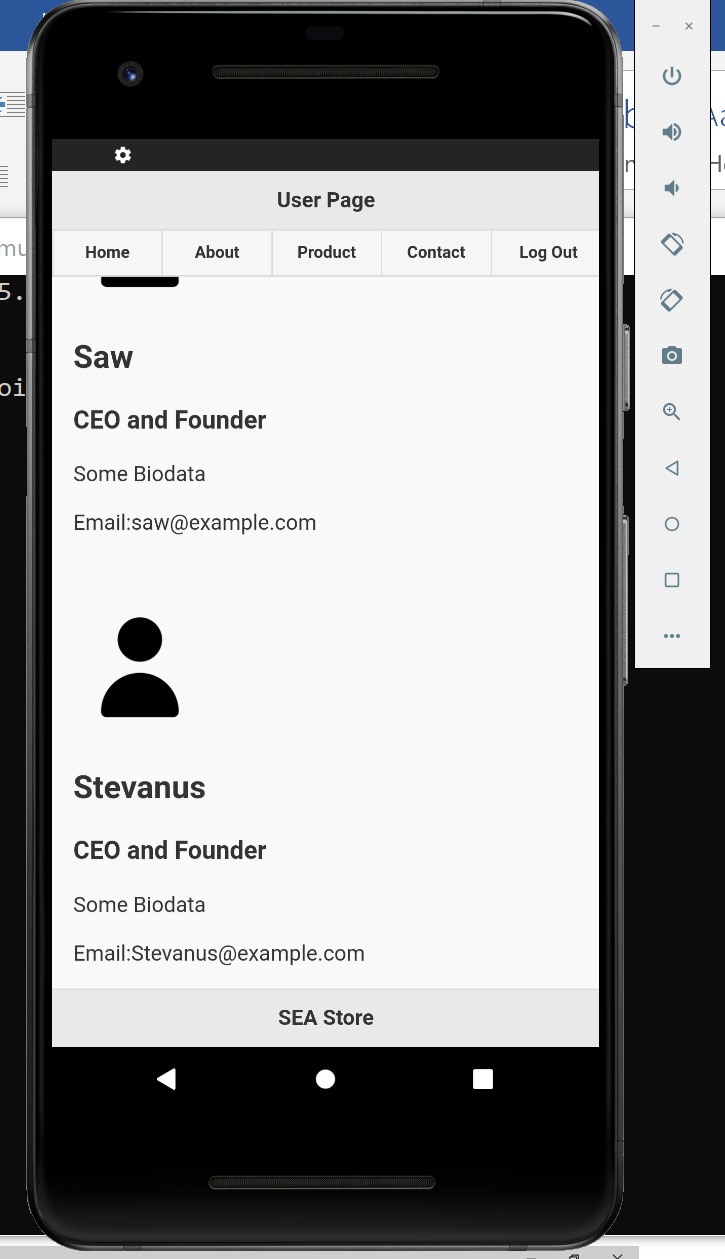 User Page
Home About Product Contact Log Out
Saw
CEO and Founder
Some Biodata
Email:saw@example.com
Stevanus
CEO and Founder
Some Biodata
Email:Stevanus@example.com
SEA Store